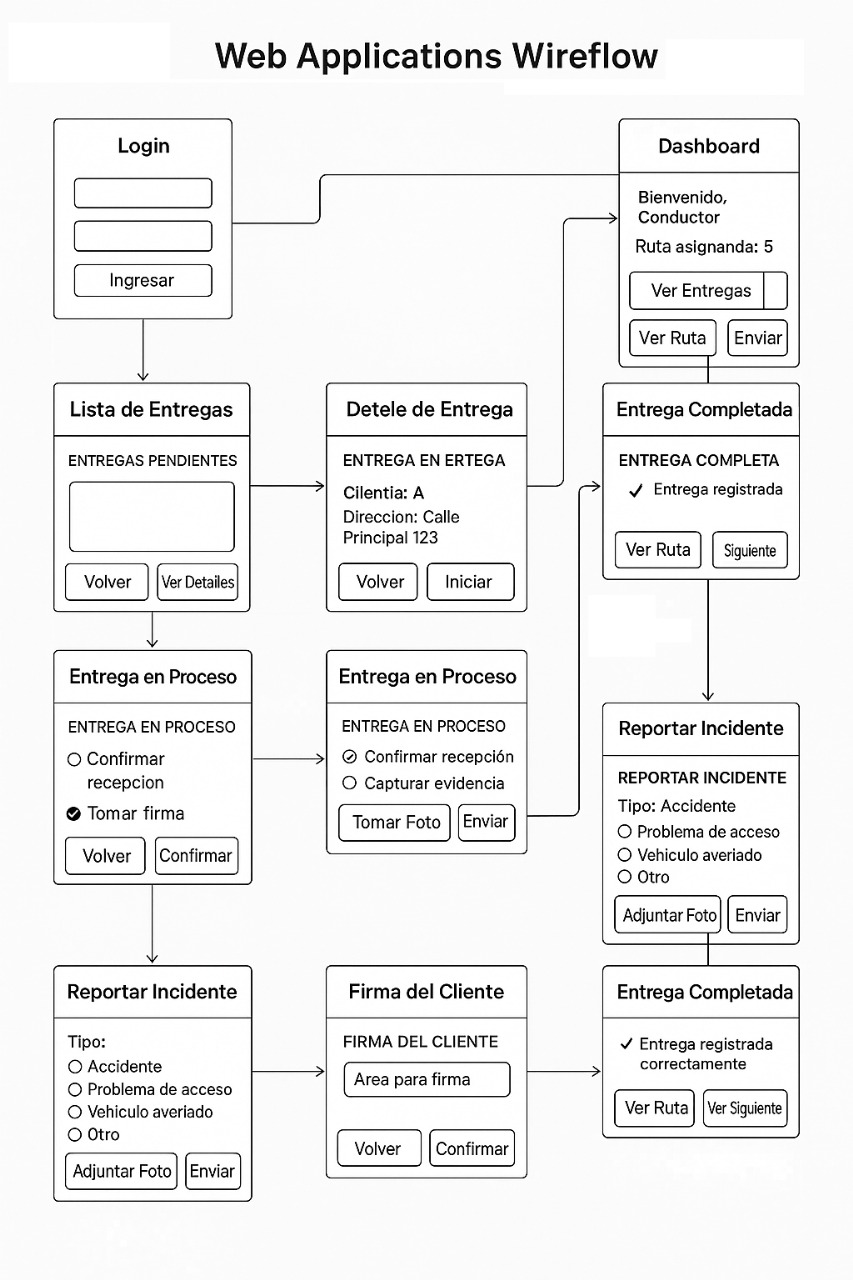 Web Applications Wireflow
Login
Ingresar
Dashboard
Bienvenido,
Conductor
Ruta asignanda: 5
Ver Entregas
Ver Ruta
Enviar
Lista de Entregas
ENTREGAS PENDIENTES
Volver
Ver Detailes
Detele de Entrega
ENTREGA EN ERTEGA
Cilentia: A
Direccion: Calle
Principal 123
Volver
Iniciar
Entrega Completada
ENTREGA COMPLETA
Entrega registrada
Ver Ruta
Siguiente
Entrega en Proceso
ENTREGA EN PROCESO
Confirmar
recepcion
Tomar firma
Volver
Confirmar
Entrega en Proceso
ENTREGA EN PROCESO
Confirmar recepción
Capturar evidencia
Tomar Foto
Enviar
Reportar Incidente
REPORTAR INCIDENTE
Tipo: Accidente
Problema de acceso
Vehiculo averiado
Otro
Adjuntar Foto
Enviar
Reportar Incidente
Tipo:
Accidente
Problema de acceso
Vehiculo averiado
Otro
Adjuntar Foto
Enviar
Firma del Cliente
FIRMA DEL CLIENTE
Area para firma
Volver
Confirmar
Entrega Completada
Entrega registrada
correctamente
Ver Ruta
Ver Siguiente